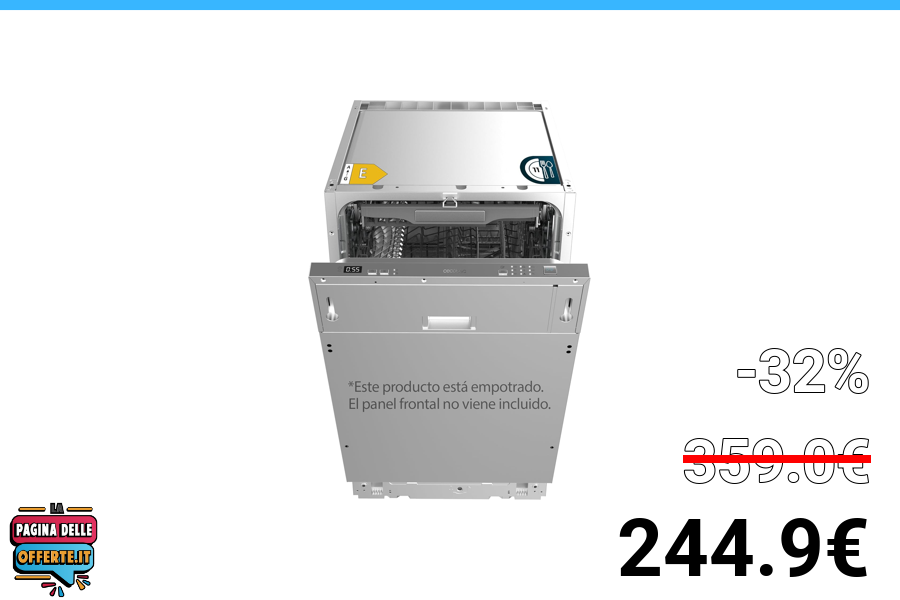 E
11
0:55
*Este producto está empotrado.
El panel frontal no viene incluido.
-32%
359.0€
244.9€
LA
PAGINA DELLE
OFFERTE.IT